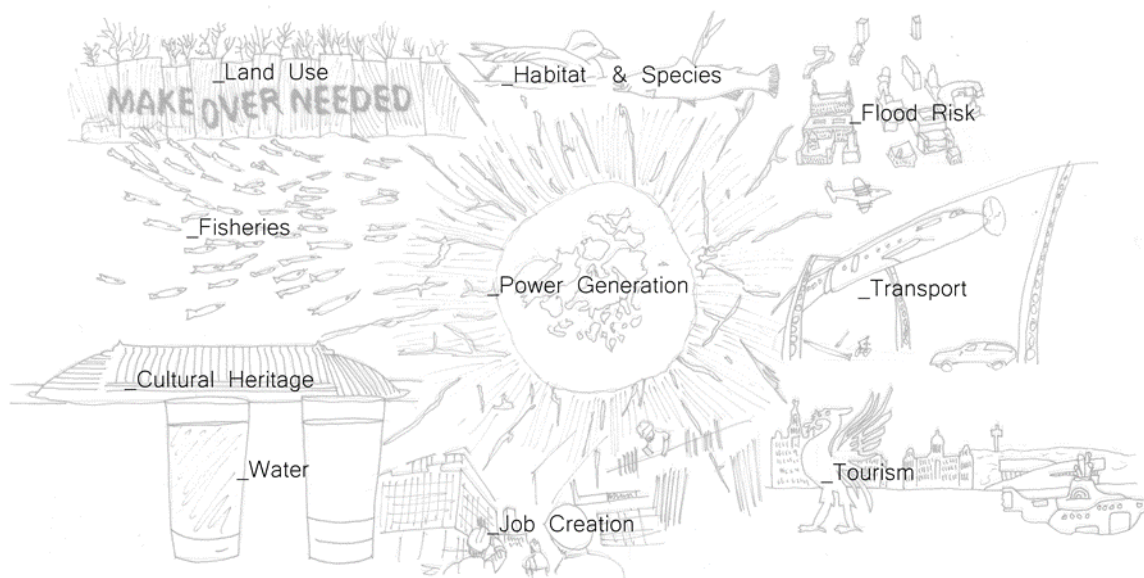 _Land Use
MAKE OVER NEEDED
_Habitat & Species
_Flood Risk
_Fisheries
_Power Generation
_Transport
_Cultural Heritage
_Water
_Tourism
_Job Creation